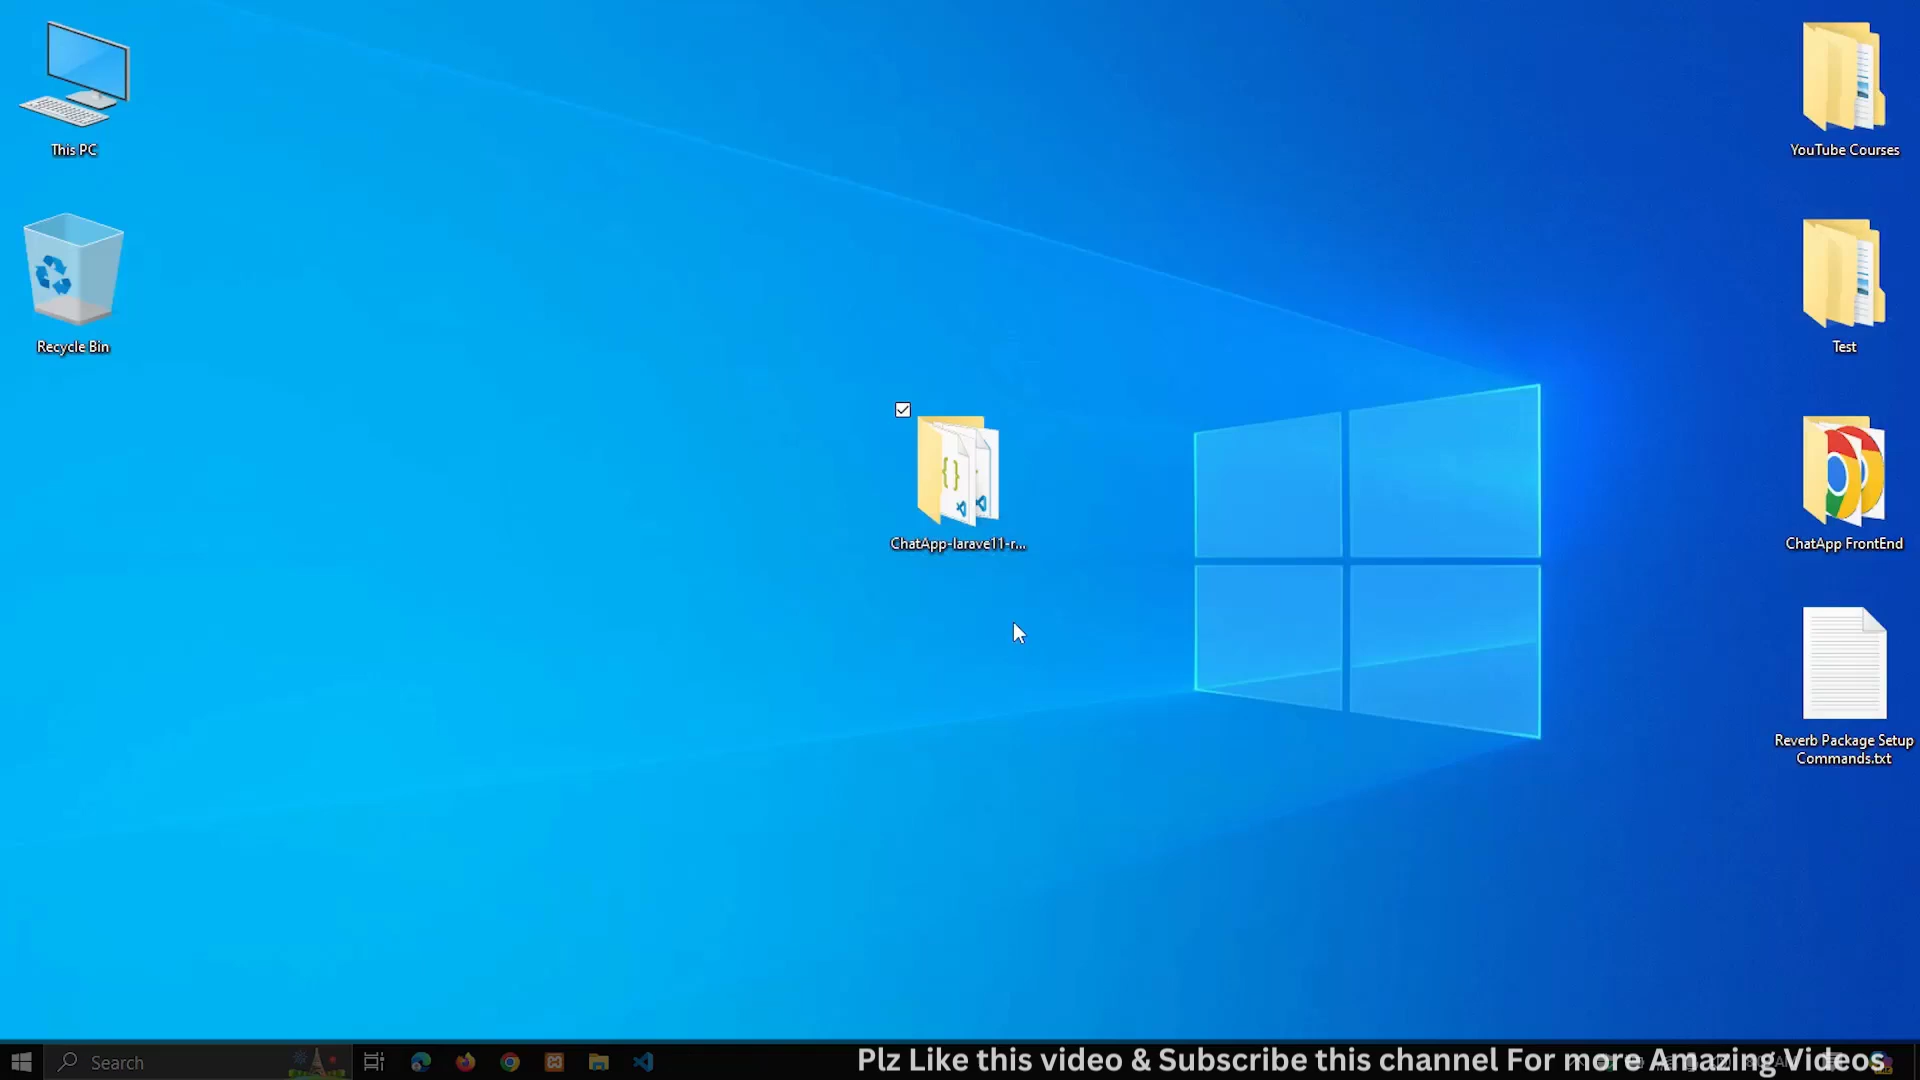 This PC
YouTube Courses
Recycle Bin
Test
ChatApp-larave11-r...
ChatApp FrontEnd
Reverb Package Setup
Commands.txt
Search
Plz Like this video & Subscribe this channel For more Amazing Videos